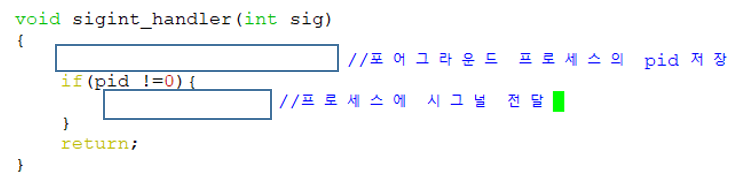 void sigint_handler(int sig)
{
//포어그라운드 프로세스의 pid 저장
if(pid !=0){
//프로세스에 시그널 전달
}
return;
}